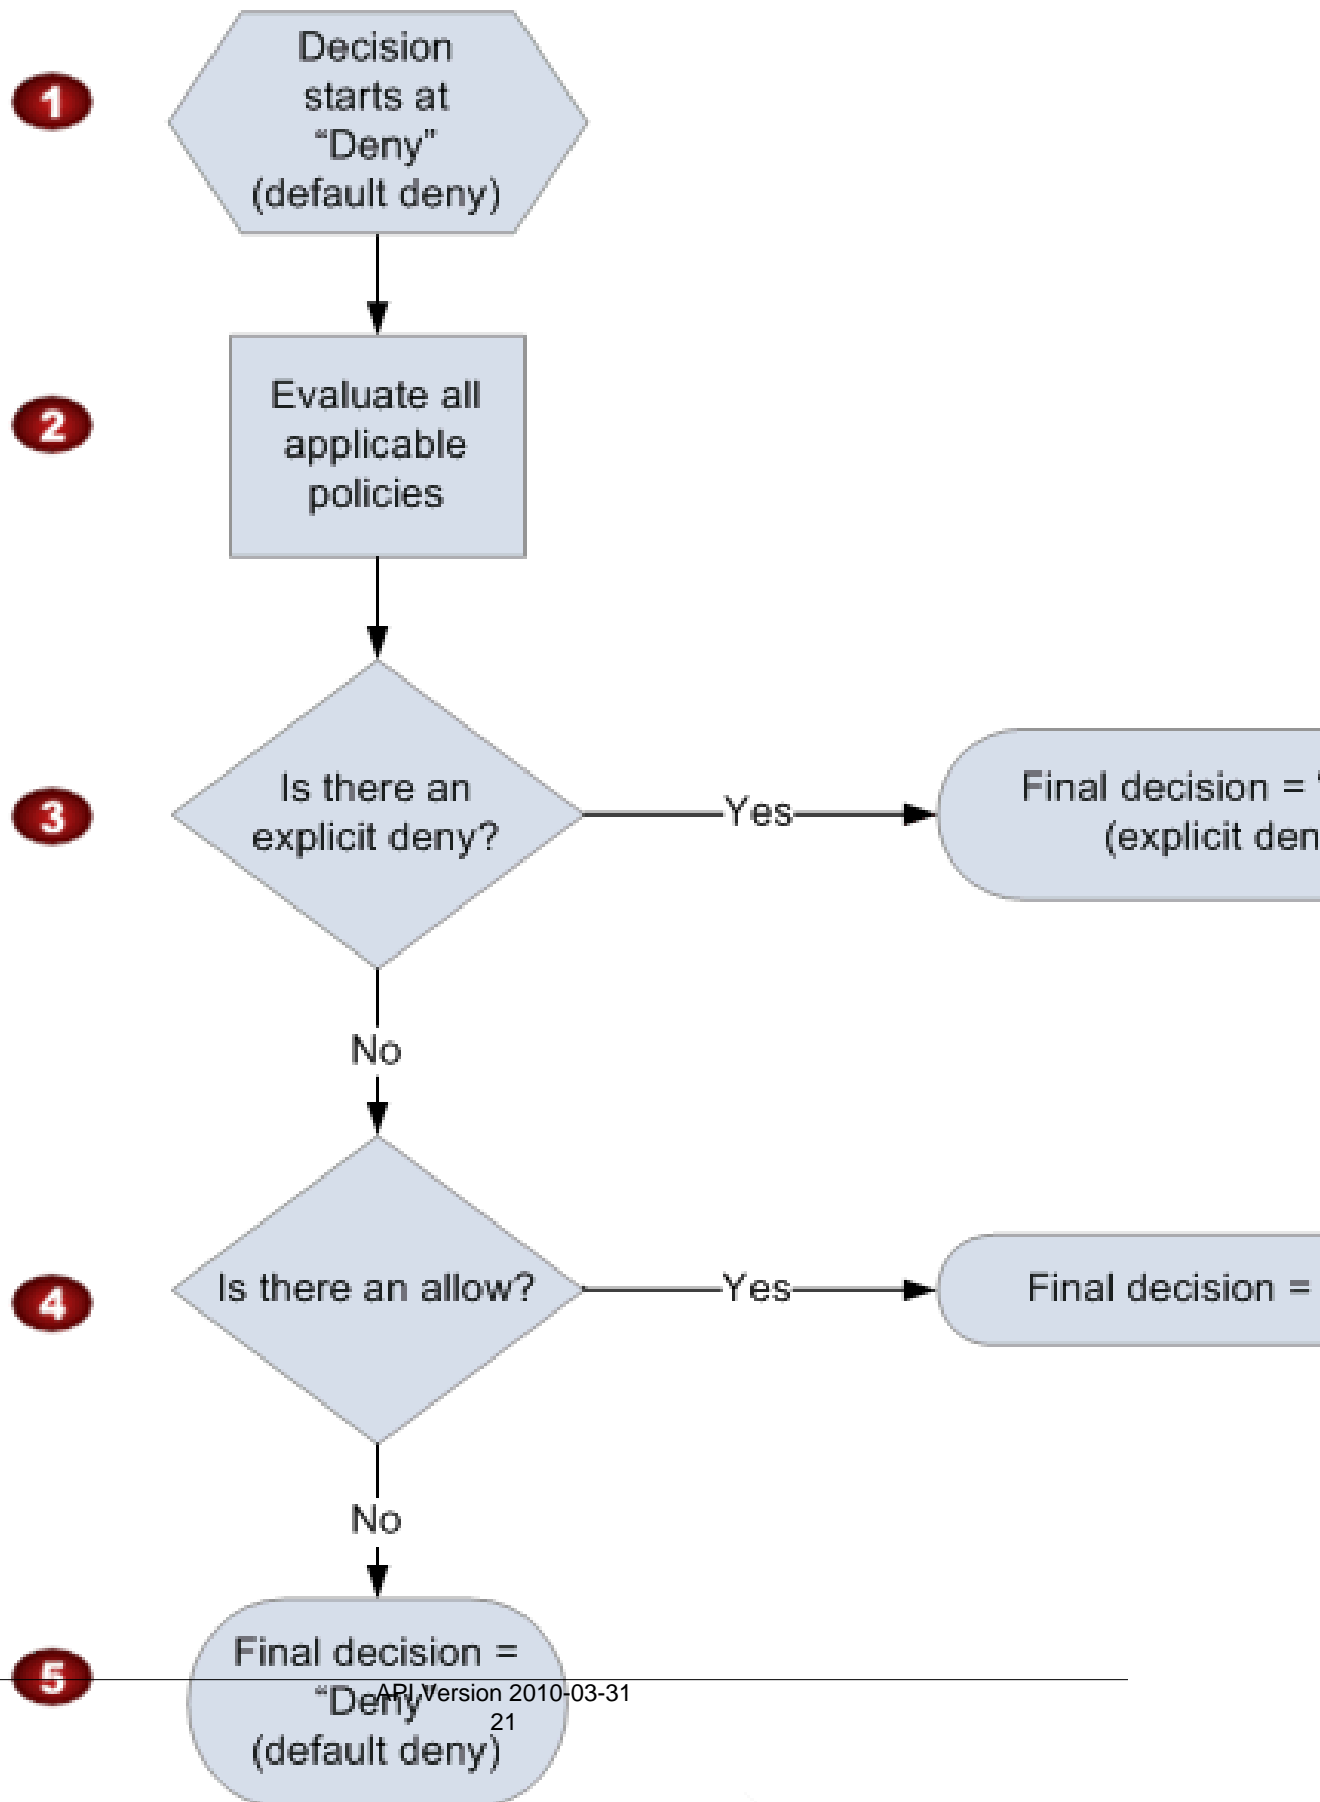 1
Decision
starts at
“Deny”
(default deny)
2
Evaluate all
applicable
policies
3
Is there an
explicit deny?
Yes
Final decision = “
(explicit den
No
4
Is there an allow?
Yes
Final decision =
No
5
Final decision =
“Deny”
(default deny)
API Version 2010-03-31
21